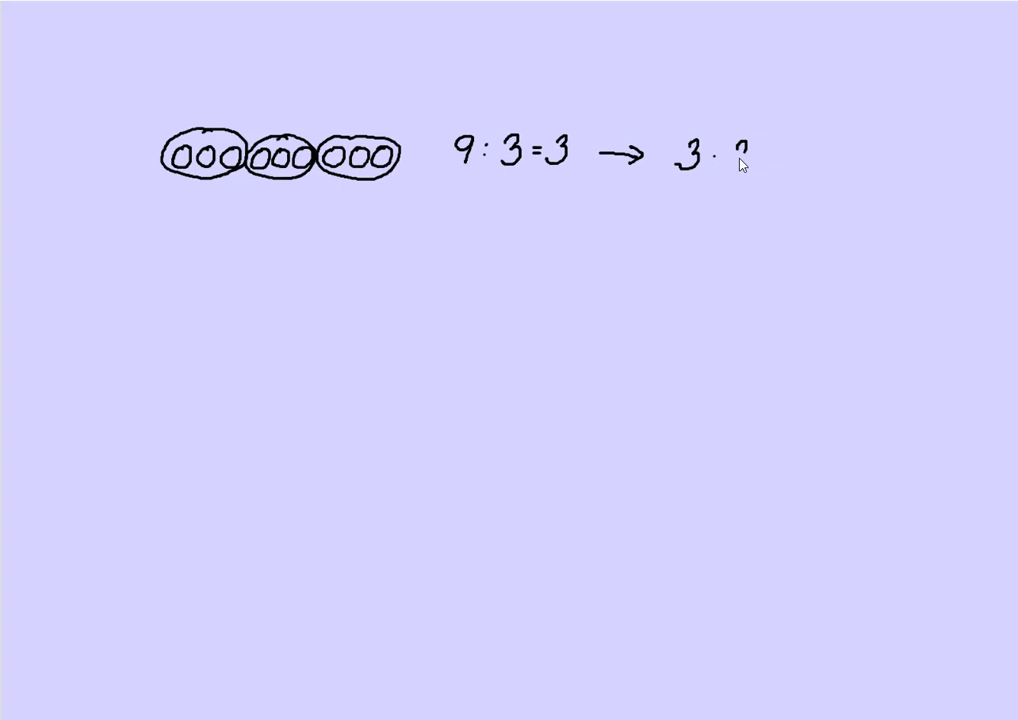 9 : 3 = 3 → 3 ·